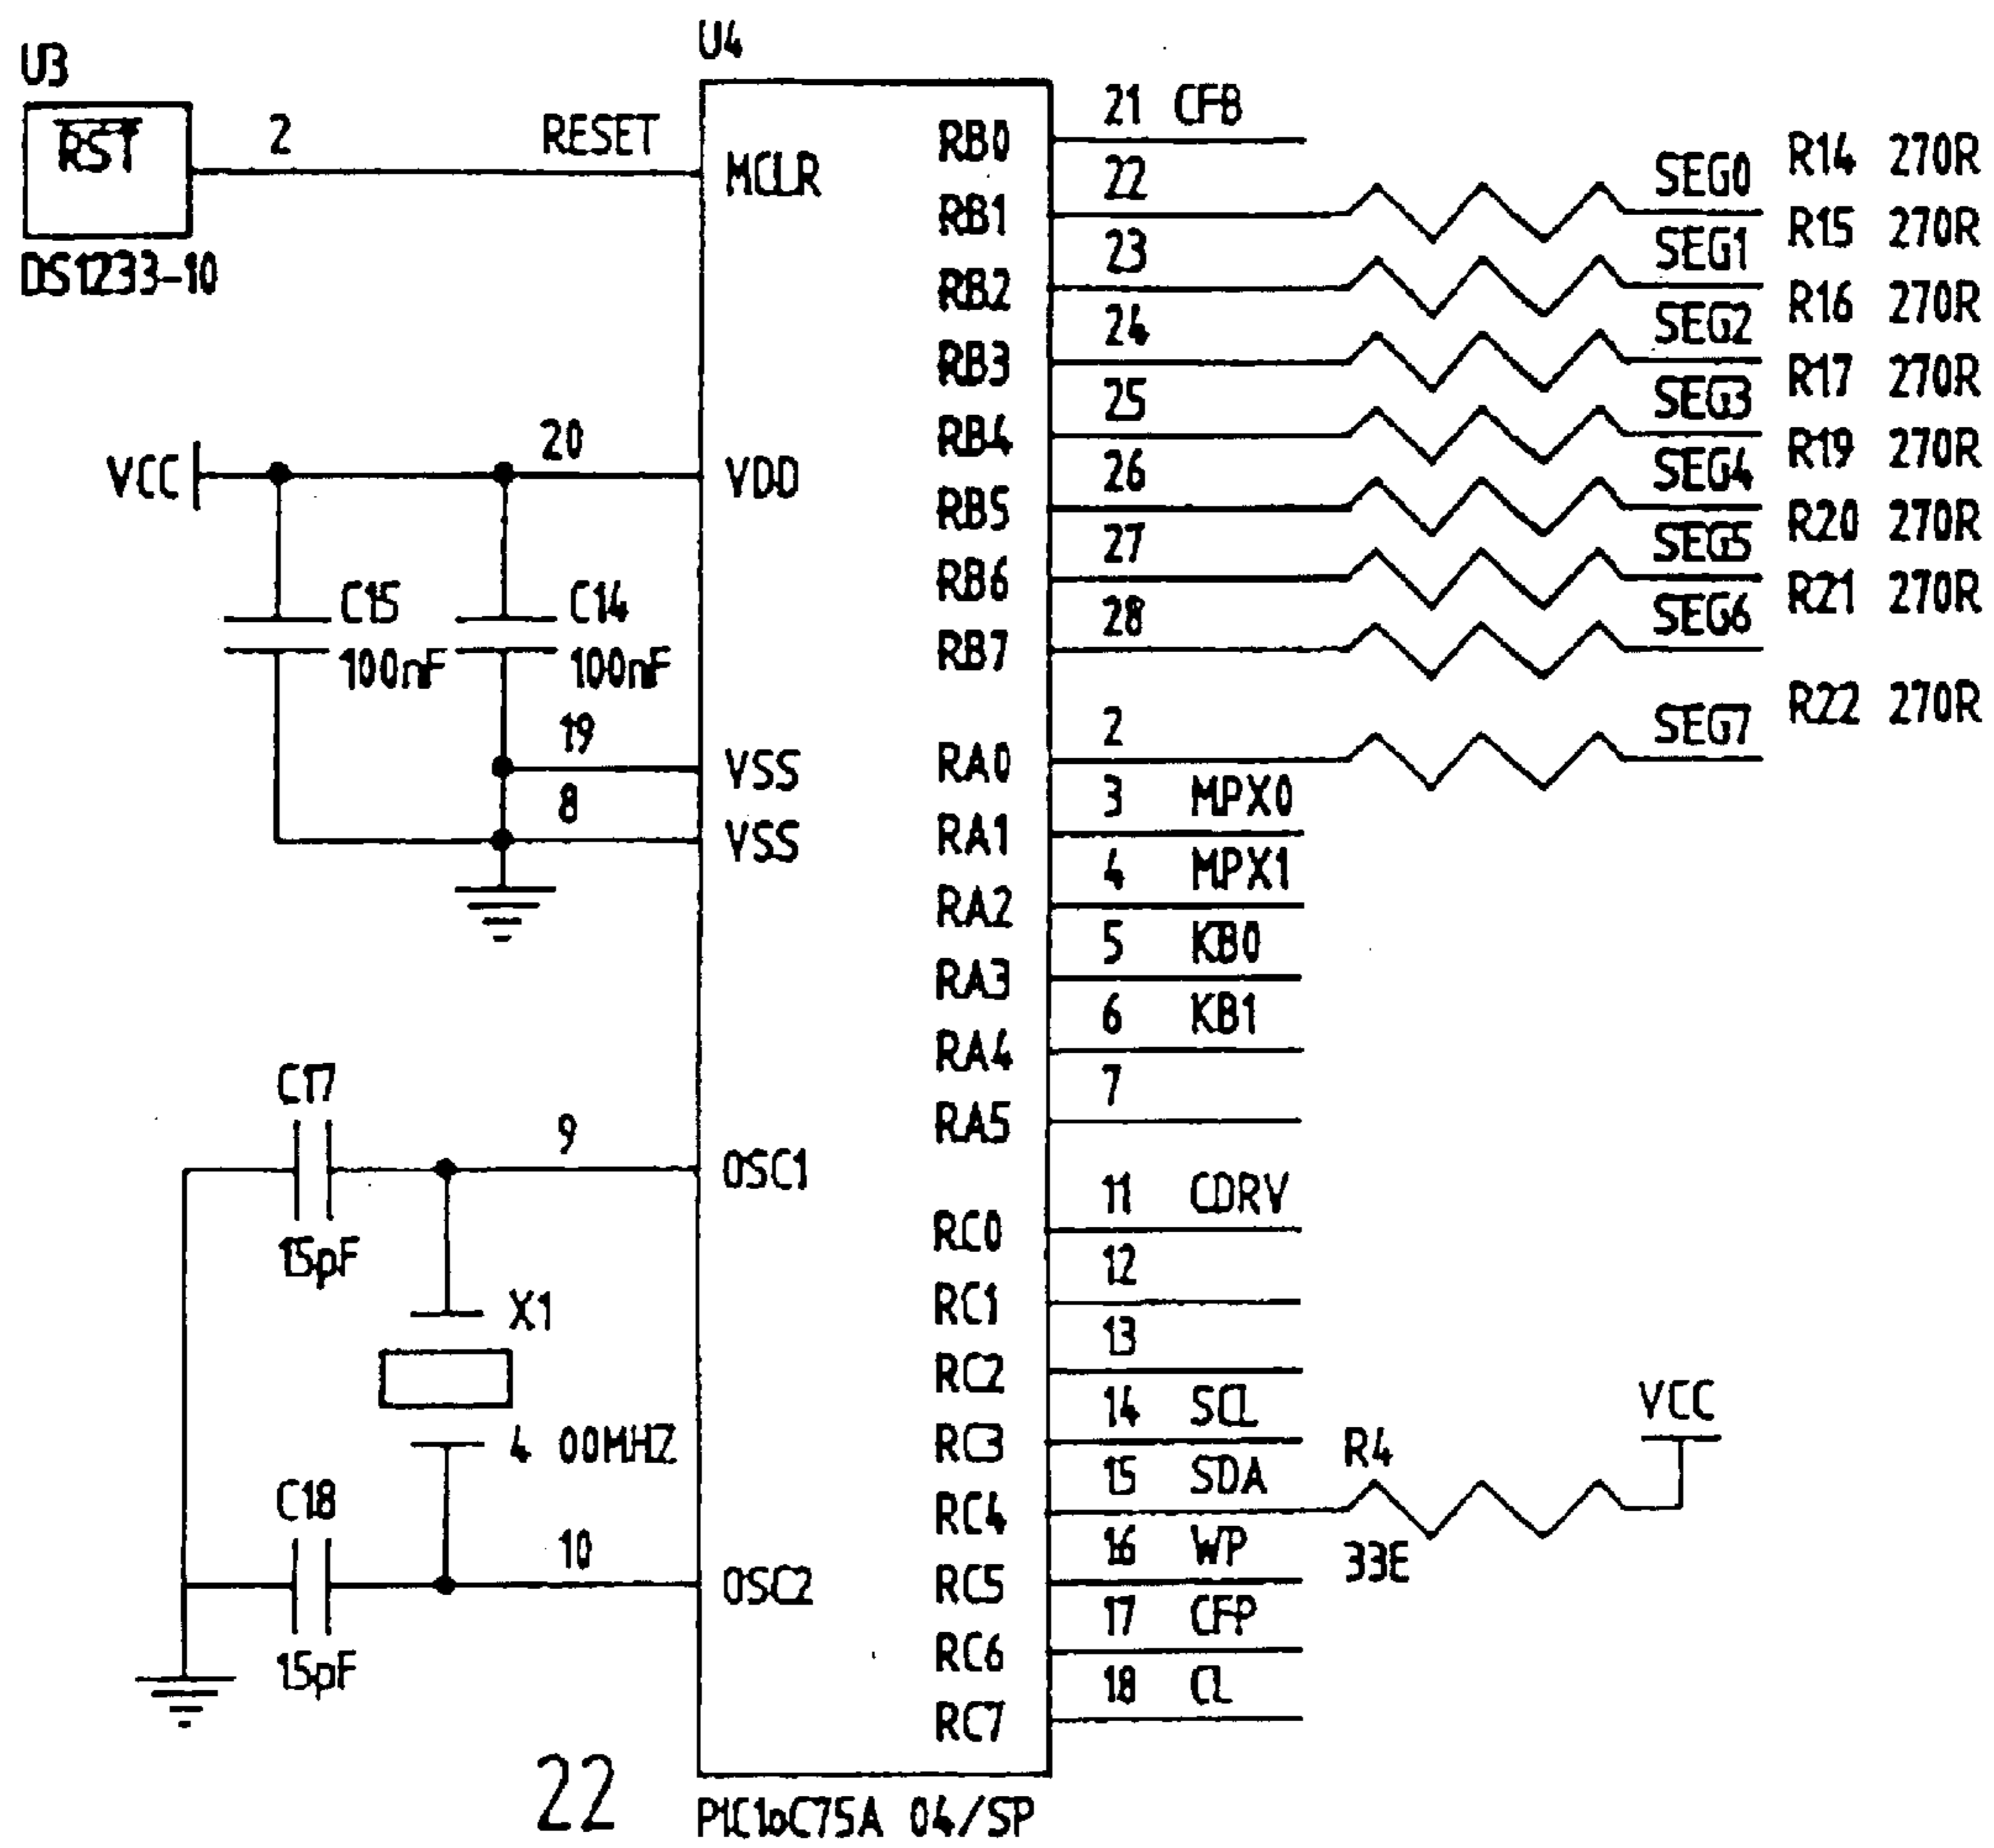 U3
RST
2
RESET
DS1233-10
U4
MCLR
VCC
20
VDD
C15
100nF
C14
100nF
19
VSS
8
VSS
C17
15pF
9
OSC1
X1
4 00MHZ
C18
15pF
10
OSC2
22
RB0 21 CFB
RB1 22 SEG0 R14 270R
RB2 23 SEG1 R15 270R
RB3 24 SEG2 R16 270R
RB4 25 SEG3 R17 270R
RB5 26 SEG4 R19 270R
RB6 27 SEG5 R20 270R
RB7 28 SEG6 R21 270R
RA0 2 SEG7 R22 270R
RA1 3 MPX0
RA2 4 MPX1
RA3 5 KB0
RA4 6 KB1
RA5 7
RC0 11 CDRV
RC1 12
RC2 13
RC3 14 SCL
RC4 15 SDA
R4
33E
VCC
RC5 16 WP
RC6 17 CFP
RC7 18 CL
PIC16C75A 04/SP